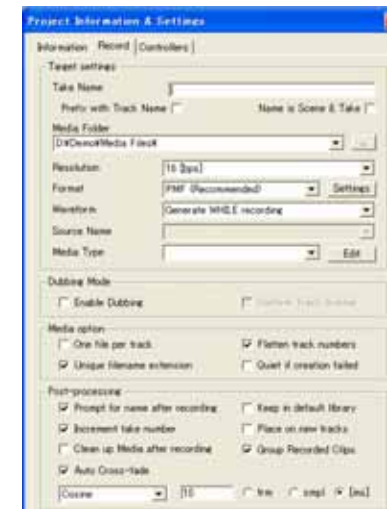 Project Information & Settings
Information Record Controllers
Target settings
Take Name
Prefix with Track Name Name is Scene & Take
Media Folder
D:¥Demo¥Media Files¥
Resolution 16 [bps]
Format PMF (Recommended) Settings
Waveform Generate WHILE recording
Source Name
Media Type Edit
Dubbing Mode
Enable Dubbing
Media option
One file per track Flatten track numbers
Unique filename extension Quiet if creation failed
Post-processing
Prompt for name after recording Keep in default library
Increment take number Place on new tracks
Clean up Media after recording Group Recorded Clips
Auto Cross-fade
Cosine 10 frm smpl [ms]